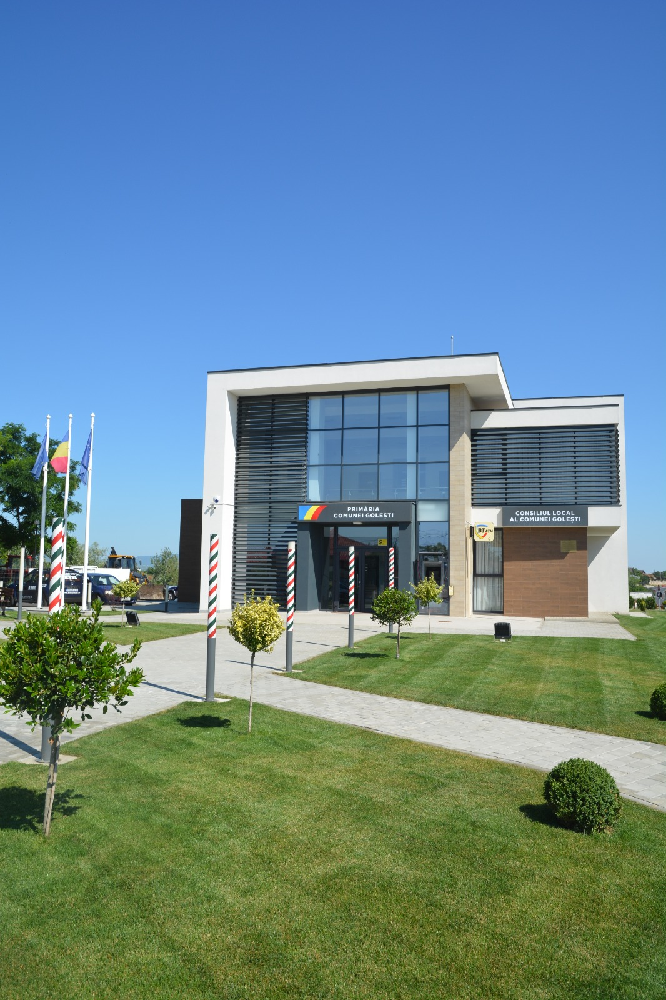 PRIMĂRIA
COMUNEI GOLEȘTI
CONSILIUL LOCAL
AL COMUNEI GOLEȘTI
BT ATM